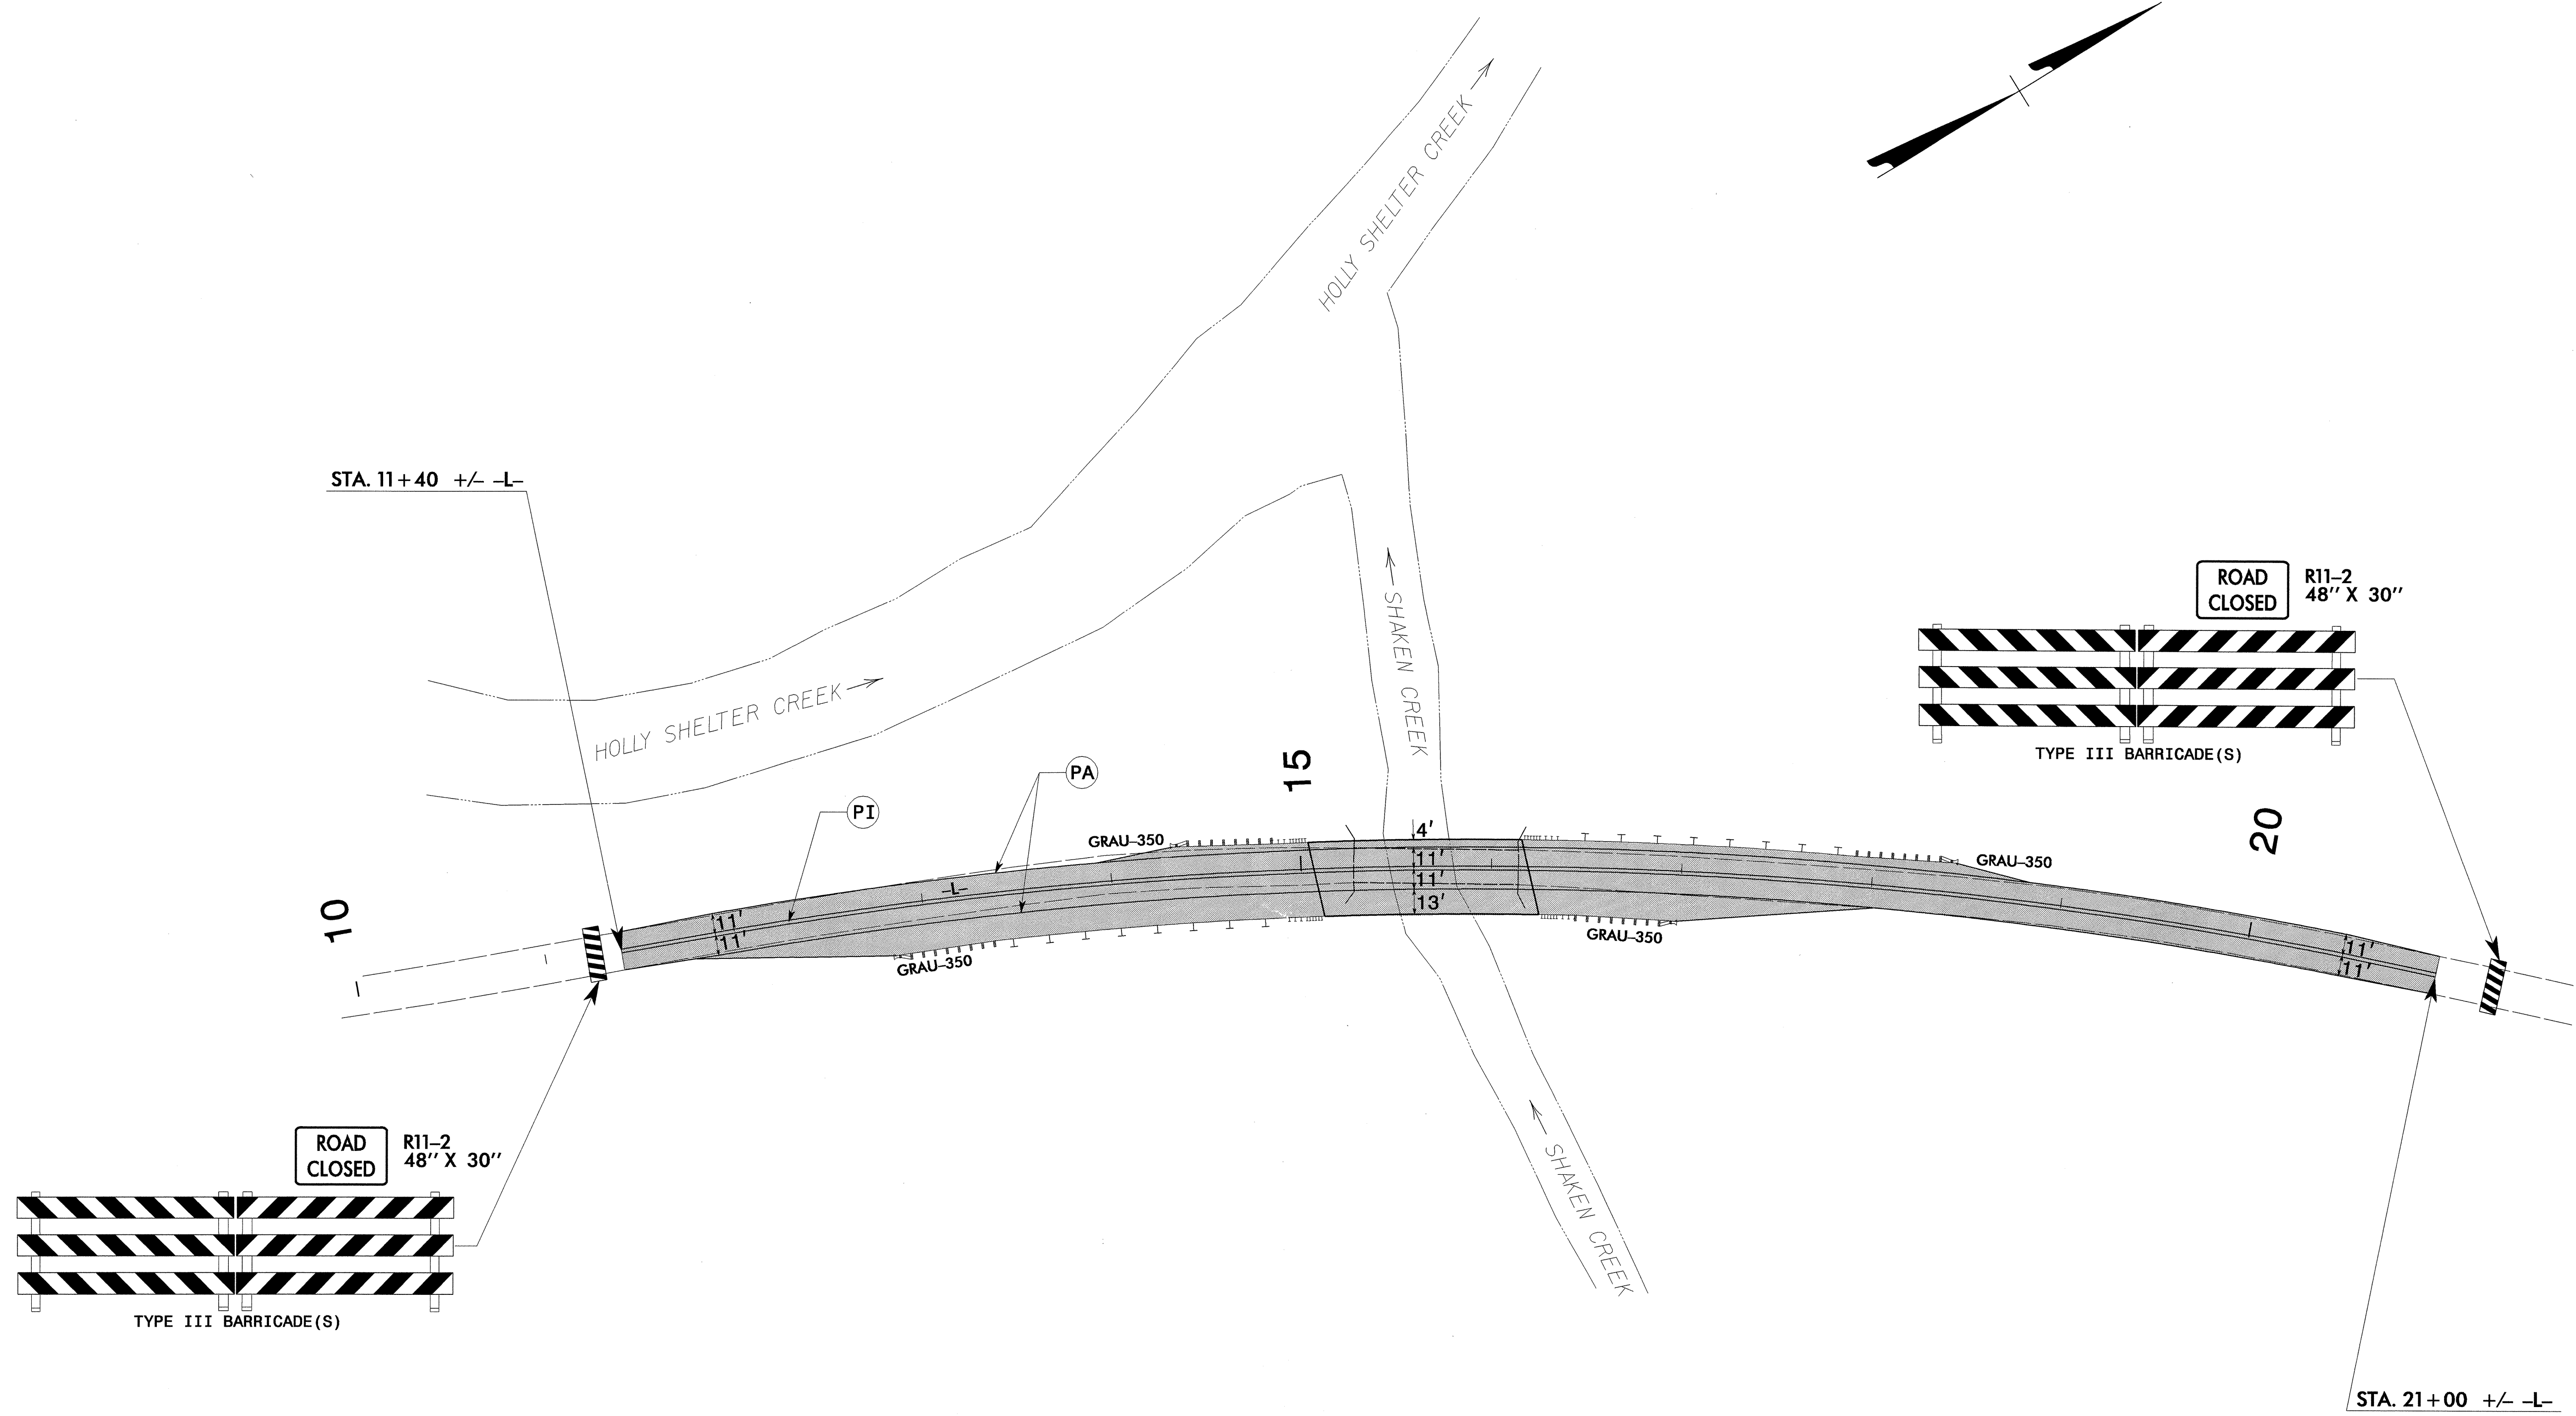 HOLLY SHELTER CREEK
STA. 11+40 +/- -L-
ROAD
CLOSED
R11-2
48" X 30"
TYPE III BARRICADE(S)
SHAKEN CREEK
HOLLY SHELTER CREEK
15
PA
PI
20
GRAU-350
4'
11'
11'
13'
GRAU-350
-L-
10
11'
11'
GRAU-350
GRAU-350
11'
11'
ROAD
CLOSED
R11-2
48" X 30"
TYPE III BARRICADE(S)
SHAKEN CREEK
STA. 21+00 +/- -L-